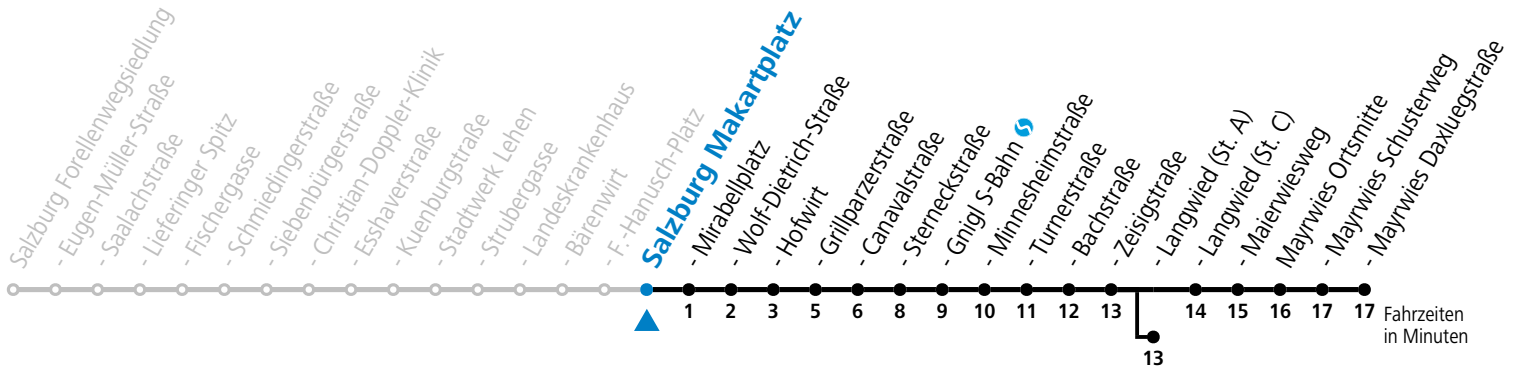 Salzburg Forellenwegsiedlung
- Eugen-Müller-Straße
- Saalachstraße
- Lieferinger Spitz
- Fischergasse
- Schmiedingerstraße
- Siebenbürgerstraße
- Christian-Doppler-Klinik
- Esshaverstraße
- Kuenburgstraße
- Stadtwerk Lehen
- Strubergasse
- Landeskrankenhaus
- Bärenwirt
- F.-Hanusch-Platz
Salzburg Makartplatz
- Mirabellplatz
- Wolf-Dietrich-Straße
- Hofwirt
- Grillparzerstraße
- Canavalstraße
- Sterneckstraße
- Gnigl S-Bahn
- Minnesheimstraße
- Turnerstraße
- Bachstraße
- Zeisigstraße
- Langwied (St. A)
- Langwied (St. C)
- Maierwiesweg
Mayrwies Ortsmitte
- Mayrwies Schusterweg
- Mayrwies Daxluegstraße
1 2 3 5 6 8 9 10 11 12 13 14 15 16 17 17 Fahrzeiten
in Minuten
13